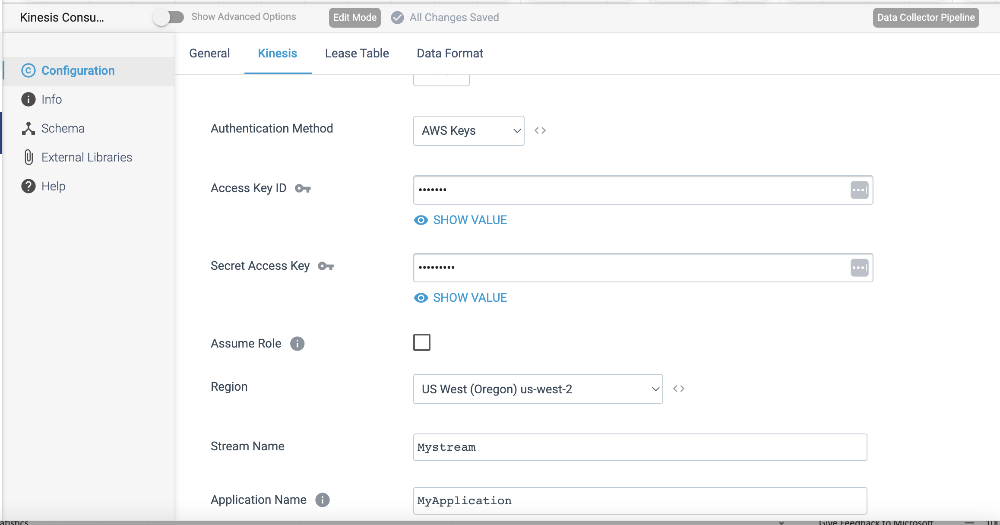 Kinesis Consu...
Show Advanced Options
Edit Mode
All Changes Saved
Data Collector Pipeline
General
Kinesis
Lease Table
Data Format
Configuration
Info
Schema
External Libraries
Help
Authentication Method
AWS Keys
Access Key ID
•••••••
SHOW VALUE
Secret Access Key
•••••••••
SHOW VALUE
Assume Role
Region
US West (Oregon) us-west-2
Stream Name
Mystream
Application Name
MyApplication
atistics
Give Feedback to Microsoft
100